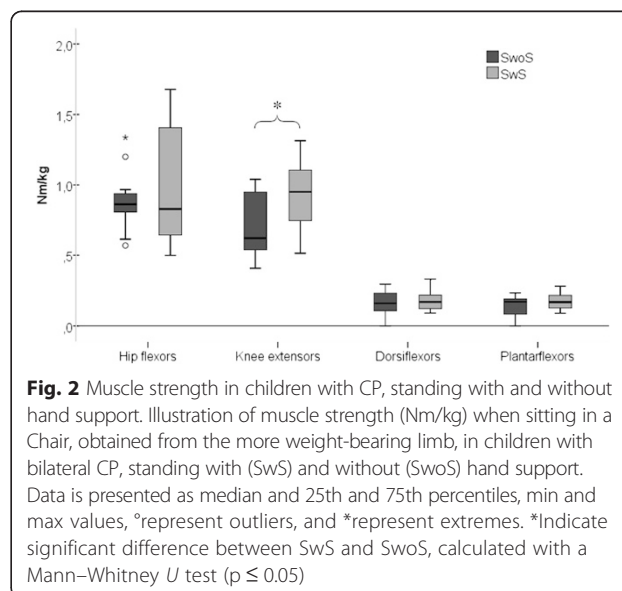 2,0
SwoS
SwS
1,5
*
*
Nm/kg
1,0
,5
,0
Hip flexors Knee extensors Dorsiflexors Plantarflexors
Fig. 2 Muscle strength in children with CP, standing with and without
hand support. Illustration of muscle strength (Nm/kg) when sitting in a
Chair, obtained from the more weight-bearing limb, in children with
bilateral CP, standing with (SwS) and without (SwoS) hand support.
Data is presented as median and 25th and 75th percentiles, min and
max values, °represent outliers, and *represent extremes. *Indicate
significant difference between SwS and SwoS, calculated with a
Mann–Whitney U test (p ≤ 0.05)